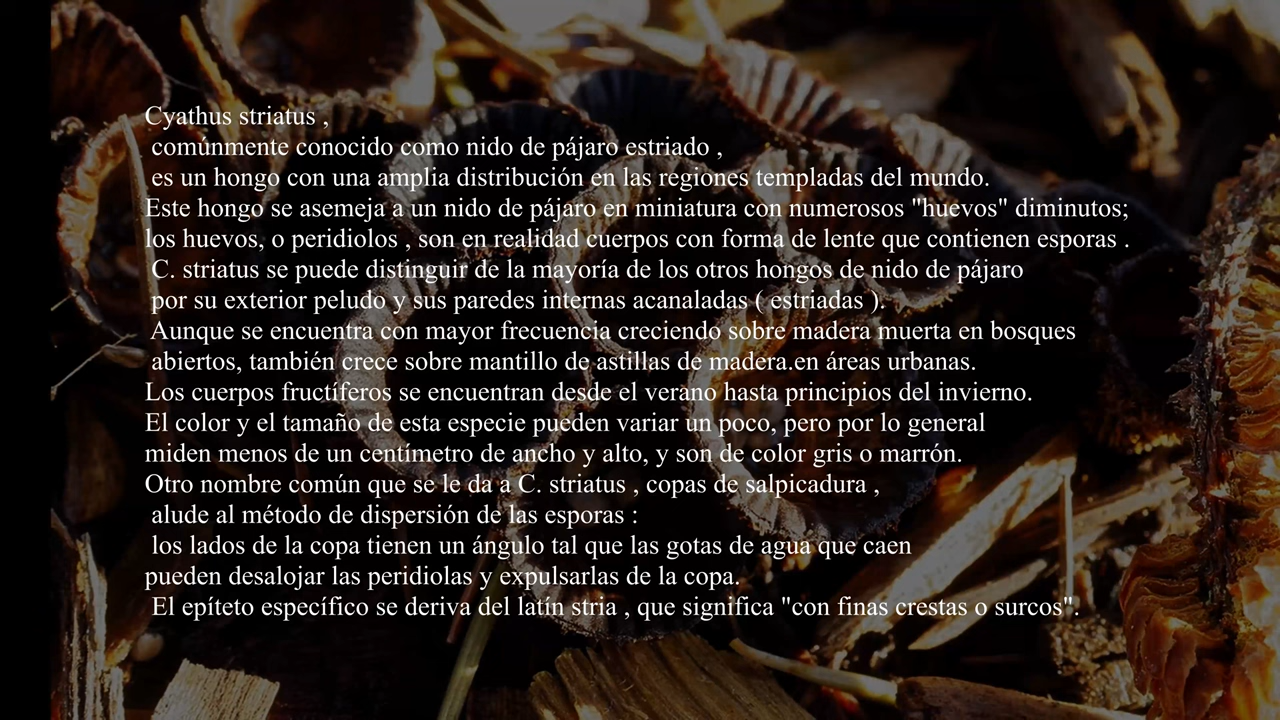 Cyathus striatus ,
comúnmente conocido como nido de pájaro estriado ,
es un hongo con una amplia distribución en las regiones templadas del mundo.
Este hongo se asemeja a un nido de pájaro en miniatura con numerosos "huevos" diminutos;
los huevos, o peridiolos , son en realidad cuerpos con forma de lente que contienen esporas .
C. striatus se puede distinguir de la mayoría de los otros hongos de nido de pájaro
por su exterior peludo y sus paredes internas acanaladas ( estriadas ).
Aunque se encuentra con mayor frecuencia creciendo sobre madera muerta en bosques
abiertos, también crece sobre mantillo de astillas de madera.en áreas urbanas.
Los cuerpos fructíferos se encuentran desde el verano hasta principios del invierno.
El color y el tamaño de esta especie pueden variar un poco, pero por lo general
miden menos de un centímetro de ancho y alto, y son de color gris o marrón.
Otro nombre común que se le da a C. striatus , copas de salpicadura ,
alude al método de dispersión de las esporas :
los lados de la copa tienen un ángulo tal que las gotas de agua que caen
pueden desalojar las peridiolas y expulsarlas de la copa.
El epíteto específico se deriva del latín stria , que significa "con finas crestas o surcos".